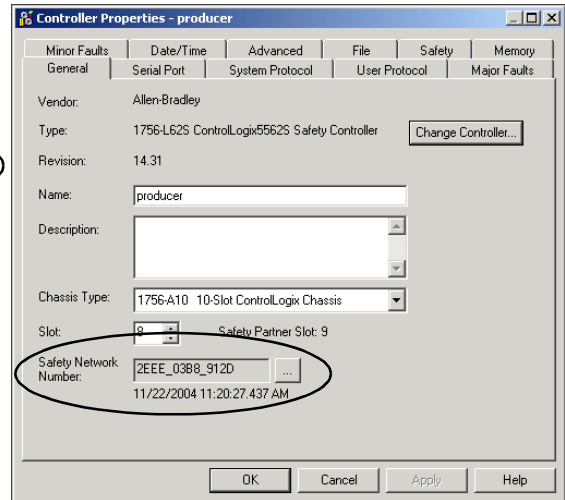 Controller Properties - producer
Minor Faults Date/Time Advanced File Safety Memory
General Serial Port System Protocol User Protocol Major Faults
Vendor: Allen-Bradley
Type: 1756-L62S ControlLogix5562S Safety Controller Change Controller...
Revision: 14.31
Name: producer
Description:
Chassis Type: 1756-A10 10-Slot ControlLogix Chassis
Slot: 8 Safety Partner Slot: 9
Safety Network
Number: 2EEE_03B8_912D ...
11/22/2004 11:20:27.437 AM
OK Cancel Apply Help